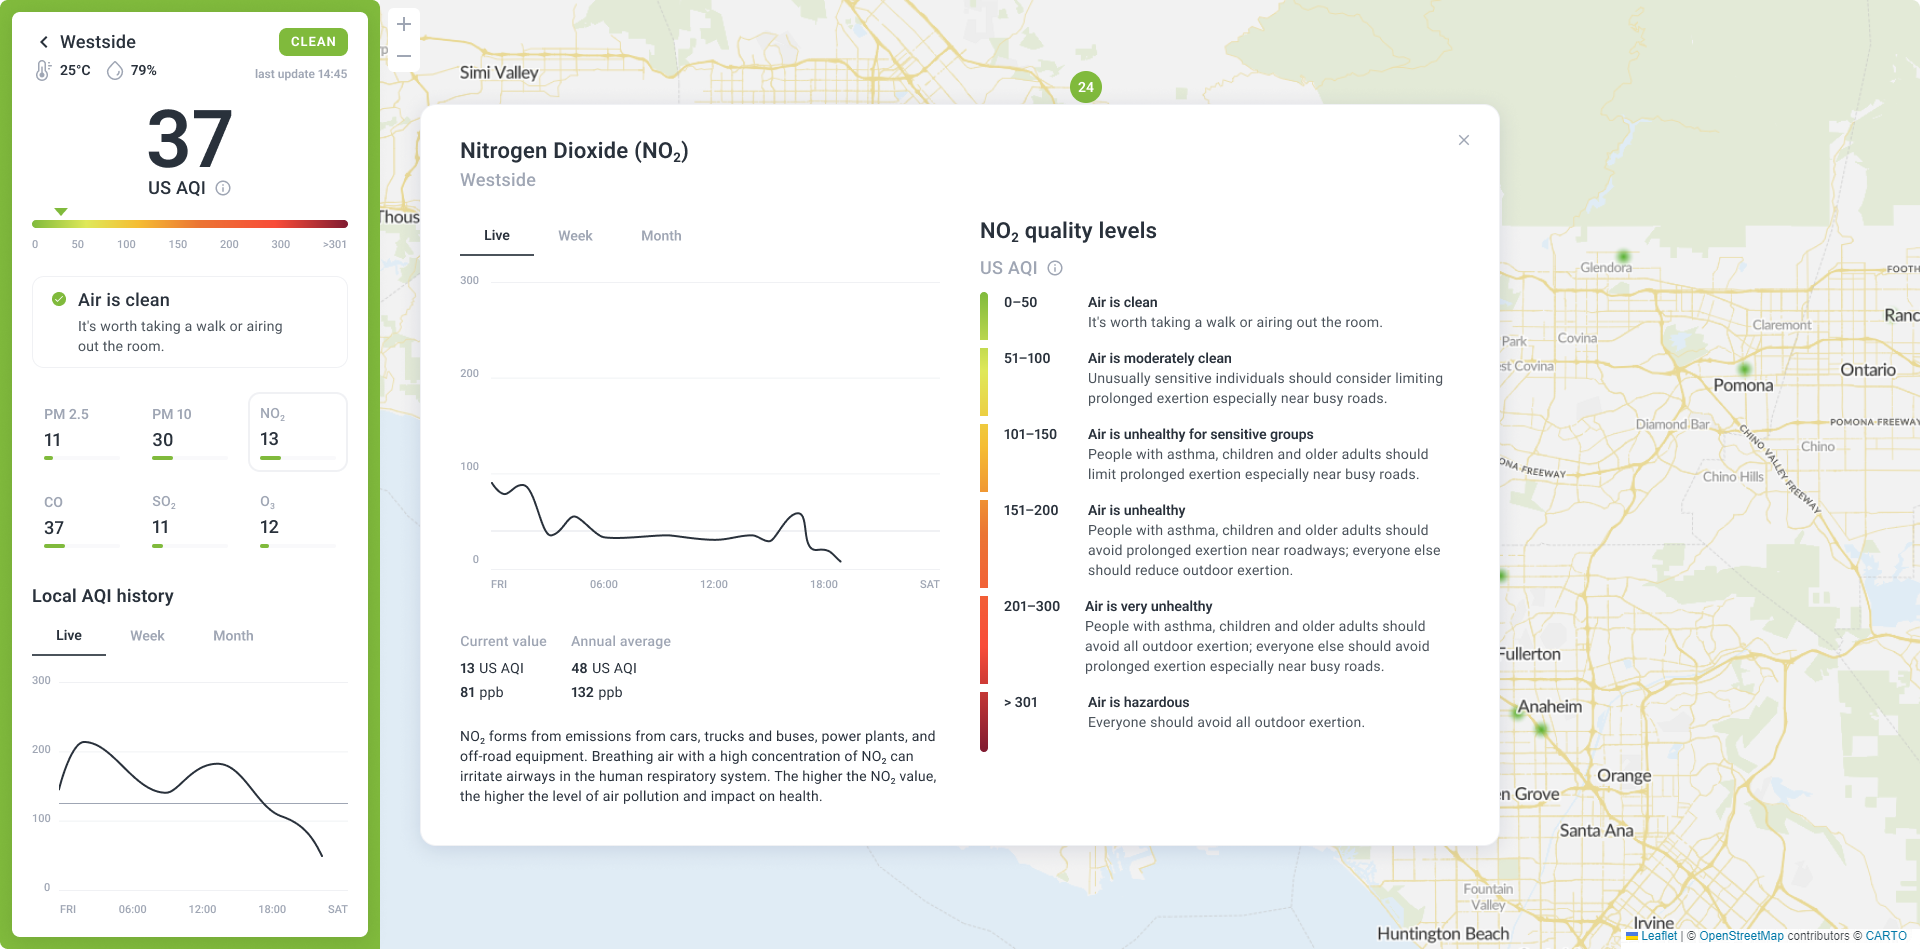 Westside
CLEAN
25°C
79%
last update 14:45
37
US AQI
0 50 100 150 200 300 >301
Air is clean
It's worth taking a walk or airing
out the room.
PM 2.5
11
PM 10
30
NO₂
13
CO
37
SO₂
11
O₃
12
Local AQI history
Live Week Month
300
200
100
0
FRI 06:00 12:00 18:00 SAT
+
−
Simi Valley
24
Thous
Nitrogen Dioxide (NO₂)
Westside
Live Week Month
300
200
100
0
FRI 06:00 12:00 18:00 SAT
Current value
13 US AQI
81 ppb
Annual average
48 US AQI
132 ppb
NO₂ forms from emissions from cars, trucks and buses, power plants, and
off-road equipment. Breathing air with a high concentration of NO₂ can
irritate airways in the human respiratory system. The higher the NO₂ value,
the higher the level of air pollution and impact on health.
NO₂ quality levels
US AQI
0–50
Air is clean
It's worth taking a walk or airing out the room.
51–100
Air is moderately clean
Unusually sensitive individuals should consider limiting
prolonged exertion especially near busy roads.
101–150
Air is unhealthy for sensitive groups
People with asthma, children and older adults should
limit prolonged exertion especially near busy roads.
151–200
Air is unhealthy
People with asthma, children and older adults should
avoid prolonged exertion near roadways; everyone else
should reduce outdoor exertion.
201–300
Air is very unhealthy
People with asthma, children and older adults should
avoid all outdoor exertion; everyone else should avoid
prolonged exertion especially near busy roads.
> 301
Air is hazardous
Everyone should avoid all outdoor exertion.
Glendora
FOOTH
Ranc
Claremont
Park
Covina
st Covina
Ontario
Pomona
Diamond Bar
POMONA FREEWAY
CHINO VALLEY FREEWAY
Chino
ONA FREEWAY
Chino Hills
Fullerton
Anaheim
Orange
en Grove
Santa Ana
Fountain
Valley
Irvine
Huntington Beach
Leaflet | © OpenStreetMap contributors © CARTO